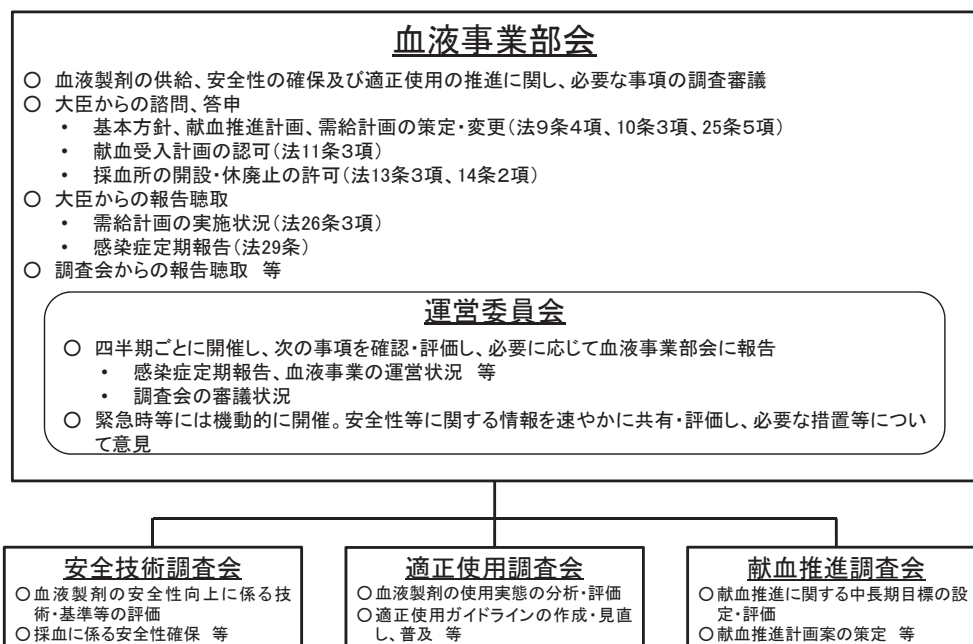 血液事業部会
○ 血液製剤の供給、安全性の確保及び適正使用の推進に関し、必要な事項の調査審議
○ 大臣からの諮問、答申
・ 基本方針、献血推進計画、需給計画の策定・変更(法9条4項、10条3項、25条5項)
・ 献血受入計画の認可(法11条3項)
・ 採血所の開設・休廃止の許可(法13条3項、14条2項)
○ 大臣からの報告聴取
・ 需給計画の実施状況(法26条3項)
・ 感染症定期報告(法29条)
○ 調査会からの報告聴取 等
運営委員会
○ 四半期ごとに開催し、次の事項を確認・評価し、必要に応じて血液事業部会に報告
・ 感染症定期報告、血液事業の運営状況 等
・ 調査会の審議状況
○ 緊急時等には機動的に開催。安全性等に関する情報を速やかに共有・評価し、必要な措置等につい
て意見
安全技術調査会
○血液製剤の安全性向上に係る技
術・基準等の評価
○採血に係る安全性確保 等
適正使用調査会
○血液製剤の使用実態の分析・評価
○適正使用ガイドラインの作成・見直
し、普及 等
献血推進調査会
○献血推進に関する中長期目標の設
定・評価
○献血推進計画案の策定 等